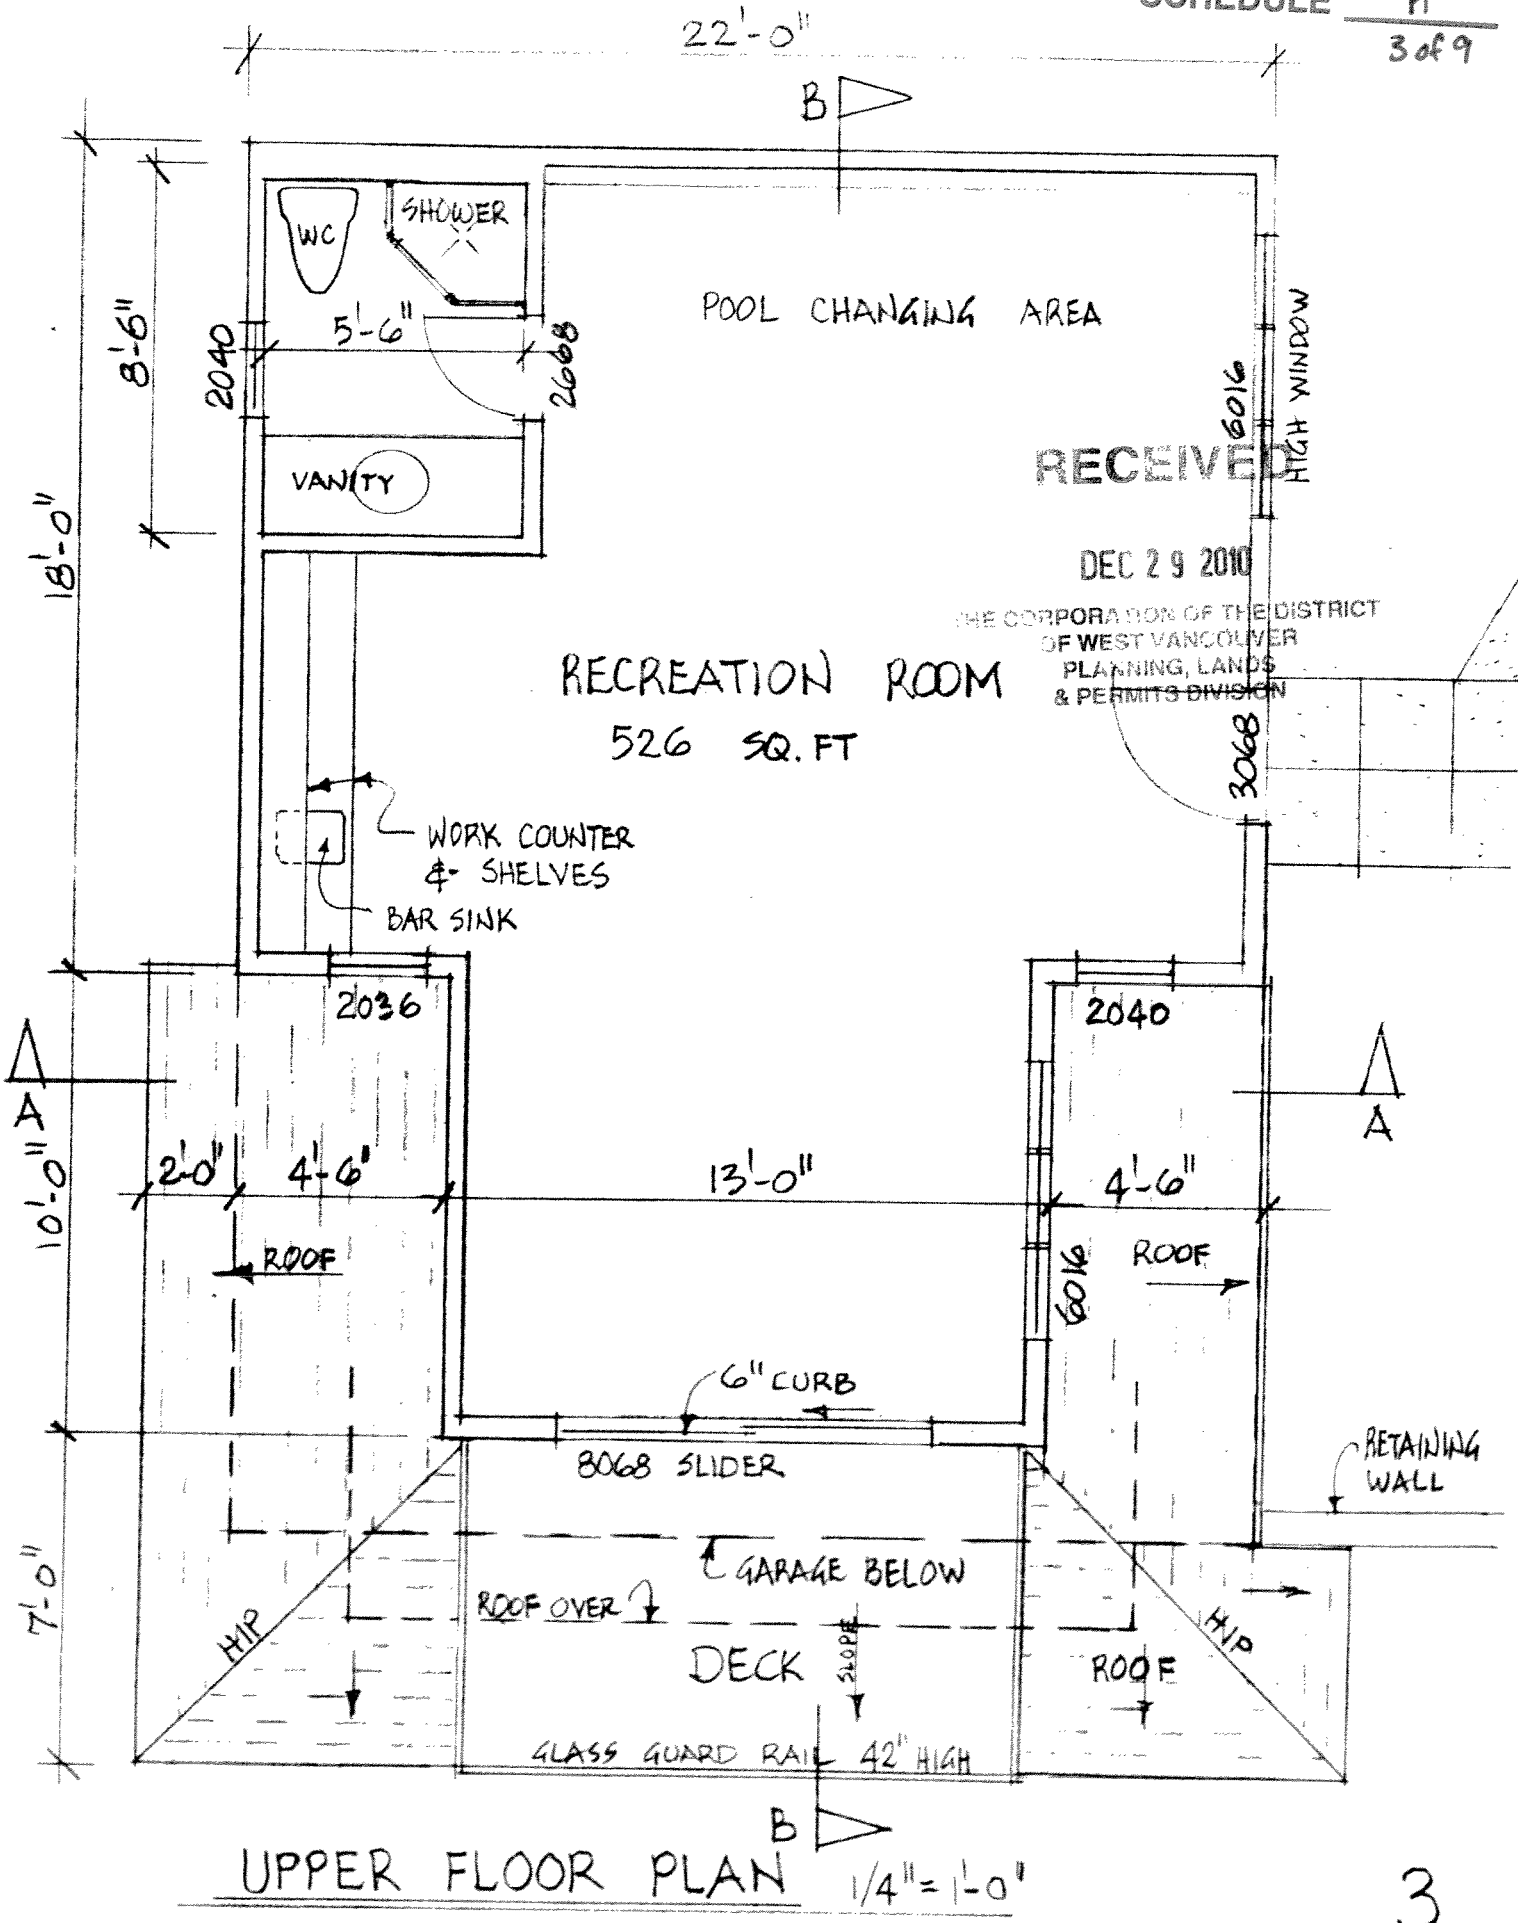 SCHEDULE
3 of 9
22'-0"
B
SHOWER
WC
5'-6"
2040
2668
8'-6"
VANITY
POOL CHANGING AREA
6016
HIGH WINDOW
RECEIVED
DEC 29 2010
THE CORPORATION OF THE DISTRICT
OF WEST VANCOUVER
PLANNING, LANDS
& PERMITS DIVISION
18'-0"
RECREATION ROOM
526 SQ. FT
3068
WORK COUNTER
& SHELVES
BAR SINK
2036
2040
A
A
10'-0"
2'-0"
4'-6"
13'-0"
4'-6"
ROOF
ROOF
6016
6" CURB
8068 SLIDER
RETAINING
WALL
7'-0"
GARAGE BELOW
ROOF OVER
HIP
HIP
DECK
SLOPE
ROOF
GLASS GUARD RAIL 42" HIGH
B
UPPER FLOOR PLAN 1/4"=1'-0"
3